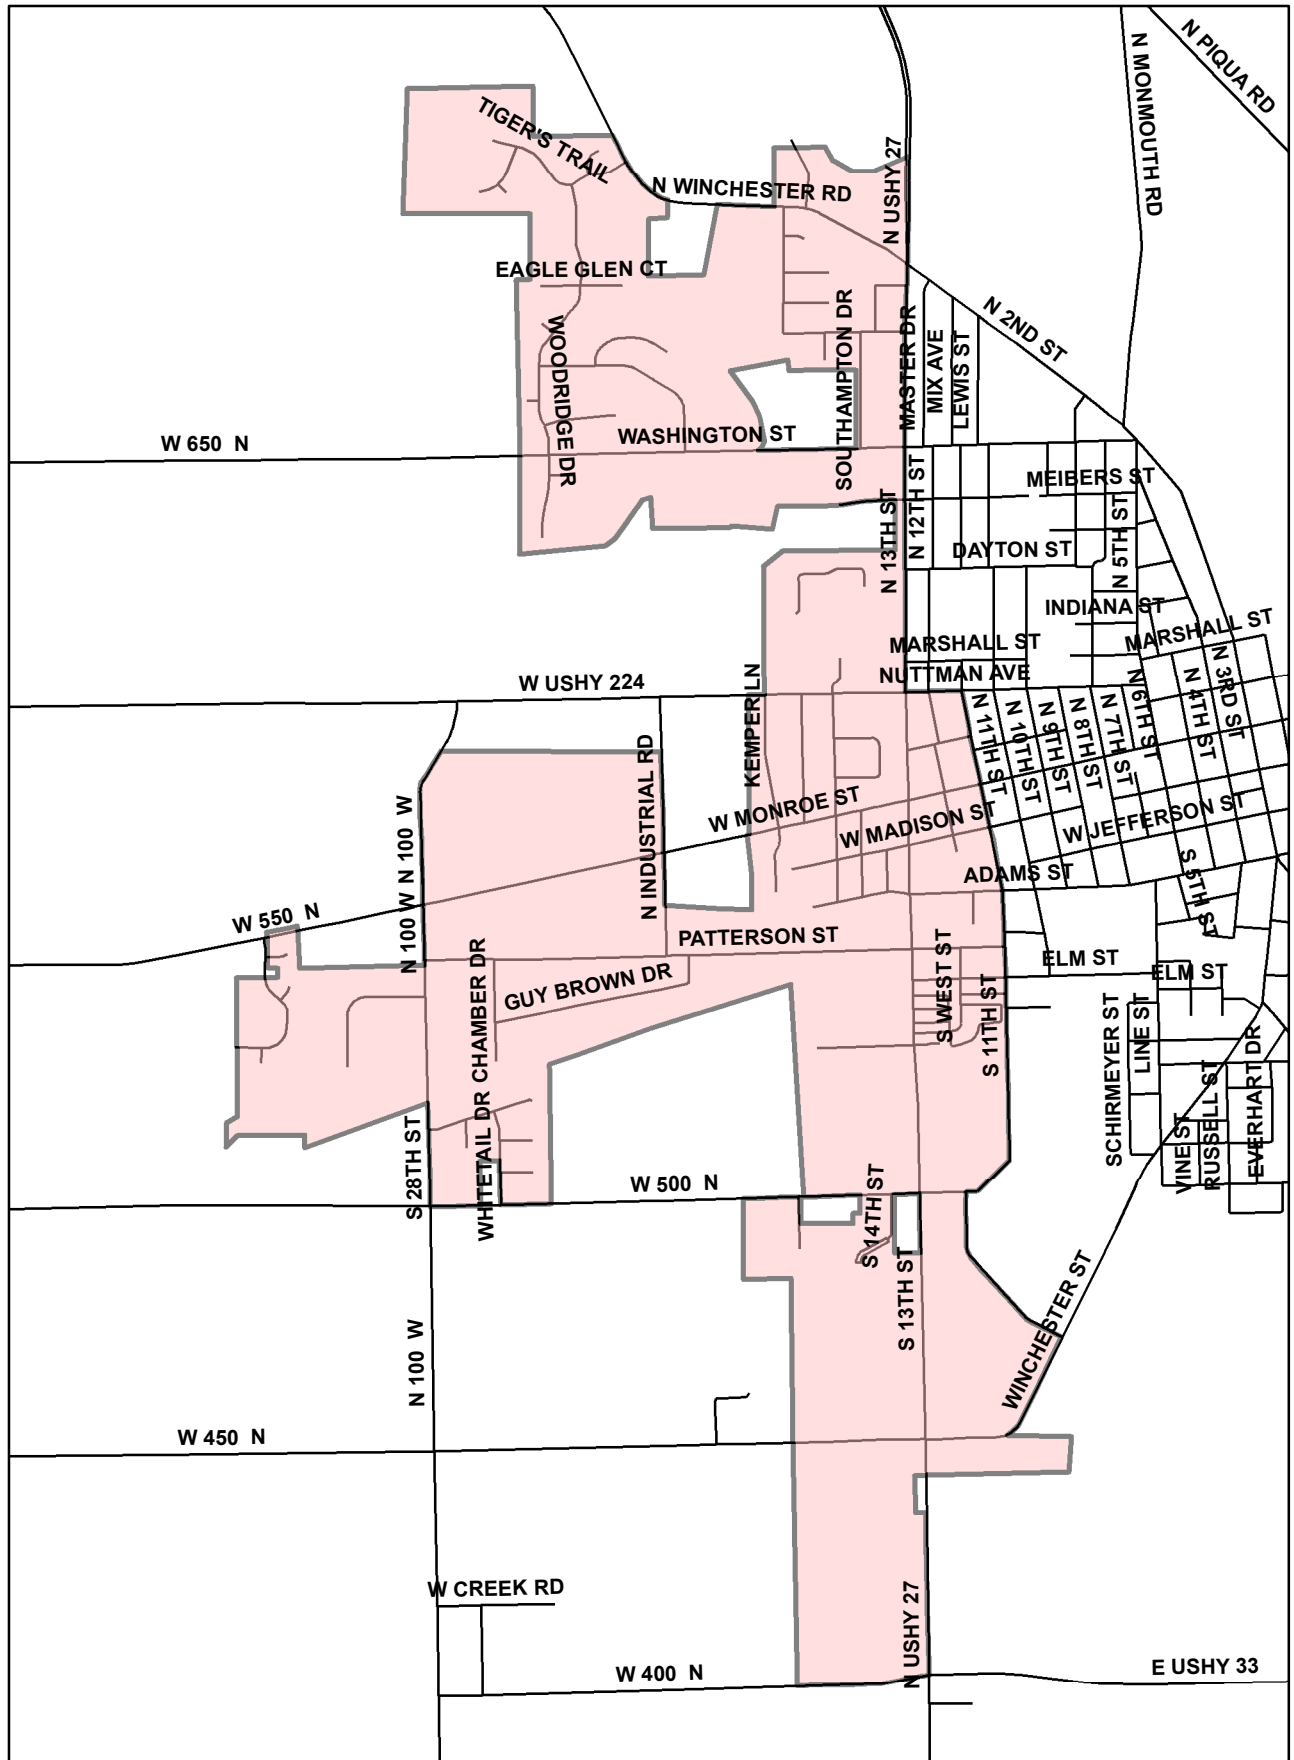 N PIQUA RD
N MONMOUTH RD
TIGER'S TRAIL
N USHY 27
N WINCHESTER RD
EAGLE GLEN CT
N 2ND ST
SOUTHAMPTON DR
MASTER DR
MIX AVE
LEWIS ST
WOODRIDGE DR
WASHINGTON ST
W 650 N
MEIBERS ST
N 12TH ST
N 13TH ST
N 5TH ST
DAYTON ST
INDIANA ST
MARSHALL ST
MARSHALL ST
NUTTMAN AVE
W USHY 224
KEMPER LN
N 11TH ST
N 10TH ST
N 9TH ST
N 8TH ST
N 7TH ST
N 6TH ST
N 4TH ST
N 3RD ST
N INDUSTRIAL RD
W MONROE ST
W MADISON ST
W JEFFERSON ST
N 100 W
N 100 W
ADAMS ST
S 5TH ST
W 550 N
PATTERSON ST
ELM ST
ELM ST
GUY BROWN DR
CHAMBER DR
S WEST ST
S 11TH ST
SCHIRMEYER ST
LINE ST
EVERHART DR
RUSSELL ST
VINE ST
WHITETAIL DR
S 28TH ST
W 500 N
S 14TH ST
S 13TH ST
WINCHESTER ST
N 100 W
W 450 N
W CREEK RD
N USHY 27
W 400 N
E USHY 33